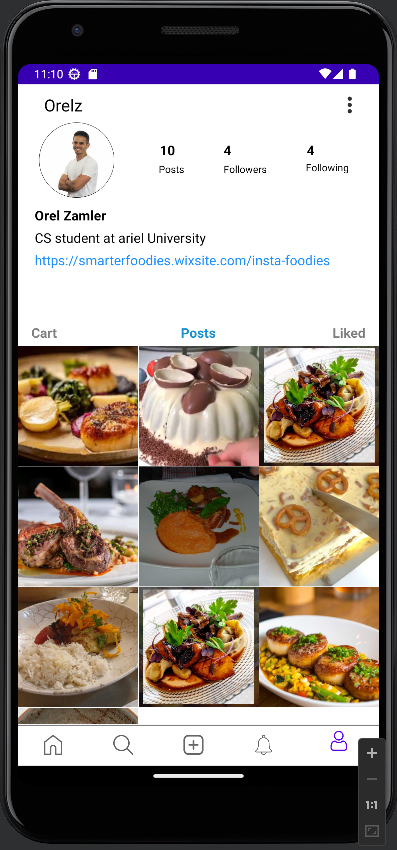 11:10
Orelz
10 4 4
Posts Followers Following
Orel Zamler
CS student at ariel University
https://smarterfoodies.wixsite.com/insta-foodies
Cart Posts Liked
1:1